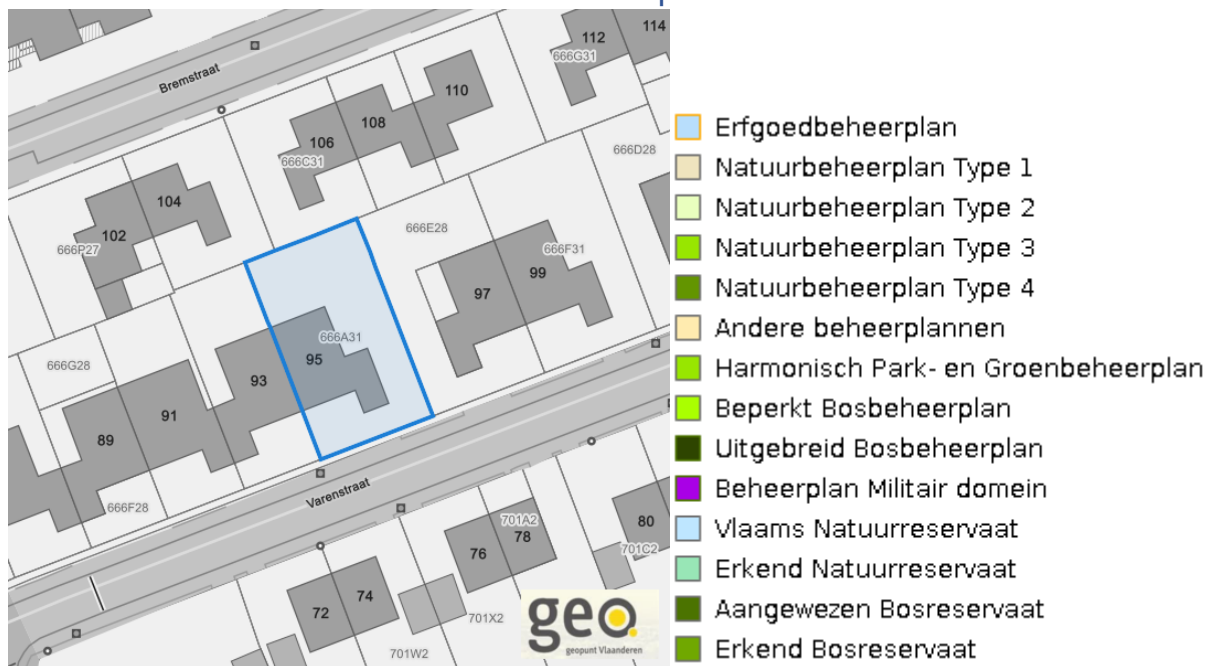 112
114
666G31
Bremstraat
110
108
106
666C31
666D28
104
102
666P27
666E28
666F31
99
97
666A31
95
93
666G28
91
89
666F28
Varenstraat
701A2
78
76
80
701C2
74
72
701X2
701W2
geo.
geopunt Vlaanderen
Erfgoedbeheerplan
Natuurbeheerplan Type 1
Natuurbeheerplan Type 2
Natuurbeheerplan Type 3
Natuurbeheerplan Type 4
Andere beheerplannen
Harmonisch Park- en Groenbeheerplan
Beperkt Bosbeheerplan
Uitgebreid Bosbeheerplan
Beheerplan Militair domein
Vlaams Natuurreservaat
Erkend Natuurreservaat
Aangewezen Bosreservaat
Erkend Bosreservaat